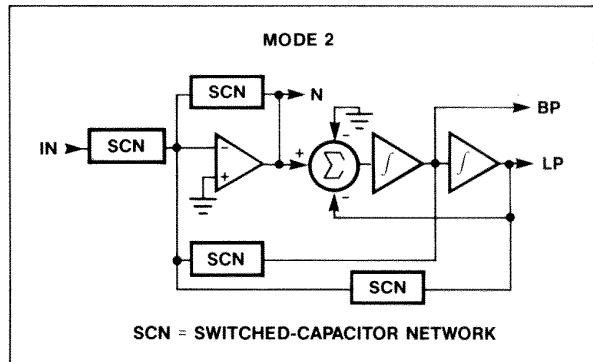 MODE 2
SCN
N
BP
IN
SCN
-
+
+
-
Σ
-
∫
∫
LP
SCN
SCN
SCN = SWITCHED-CAPACITOR NETWORK